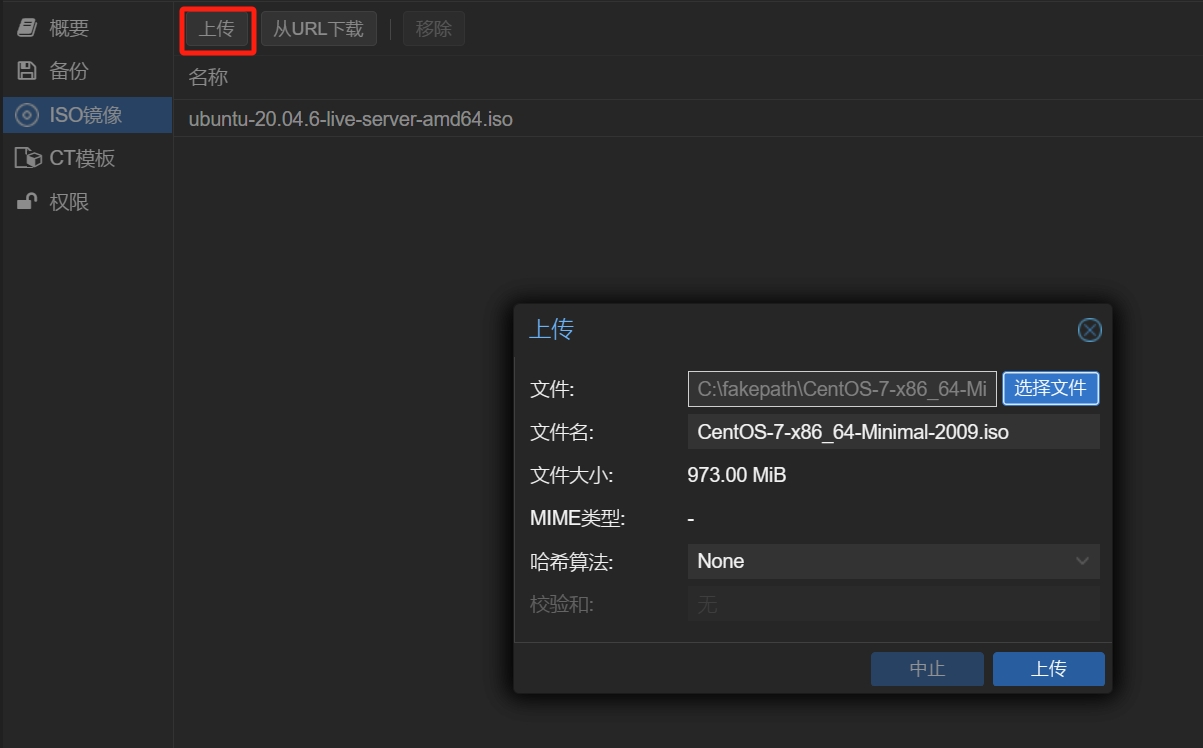 概要
备份
ISO镜像
CT模板
权限
上传 从URL下载 移除
名称
ubuntu-20.04.6-live-server-amd64.iso
上传
文件: C:\fakepath\CentOS-7-x86_64-Mi 选择文件
文件名: CentOS-7-x86_64-Minimal-2009.iso
文件大小: 973.00 MiB
MIME类型: -
哈希算法: None
校验和: 无
中止 上传